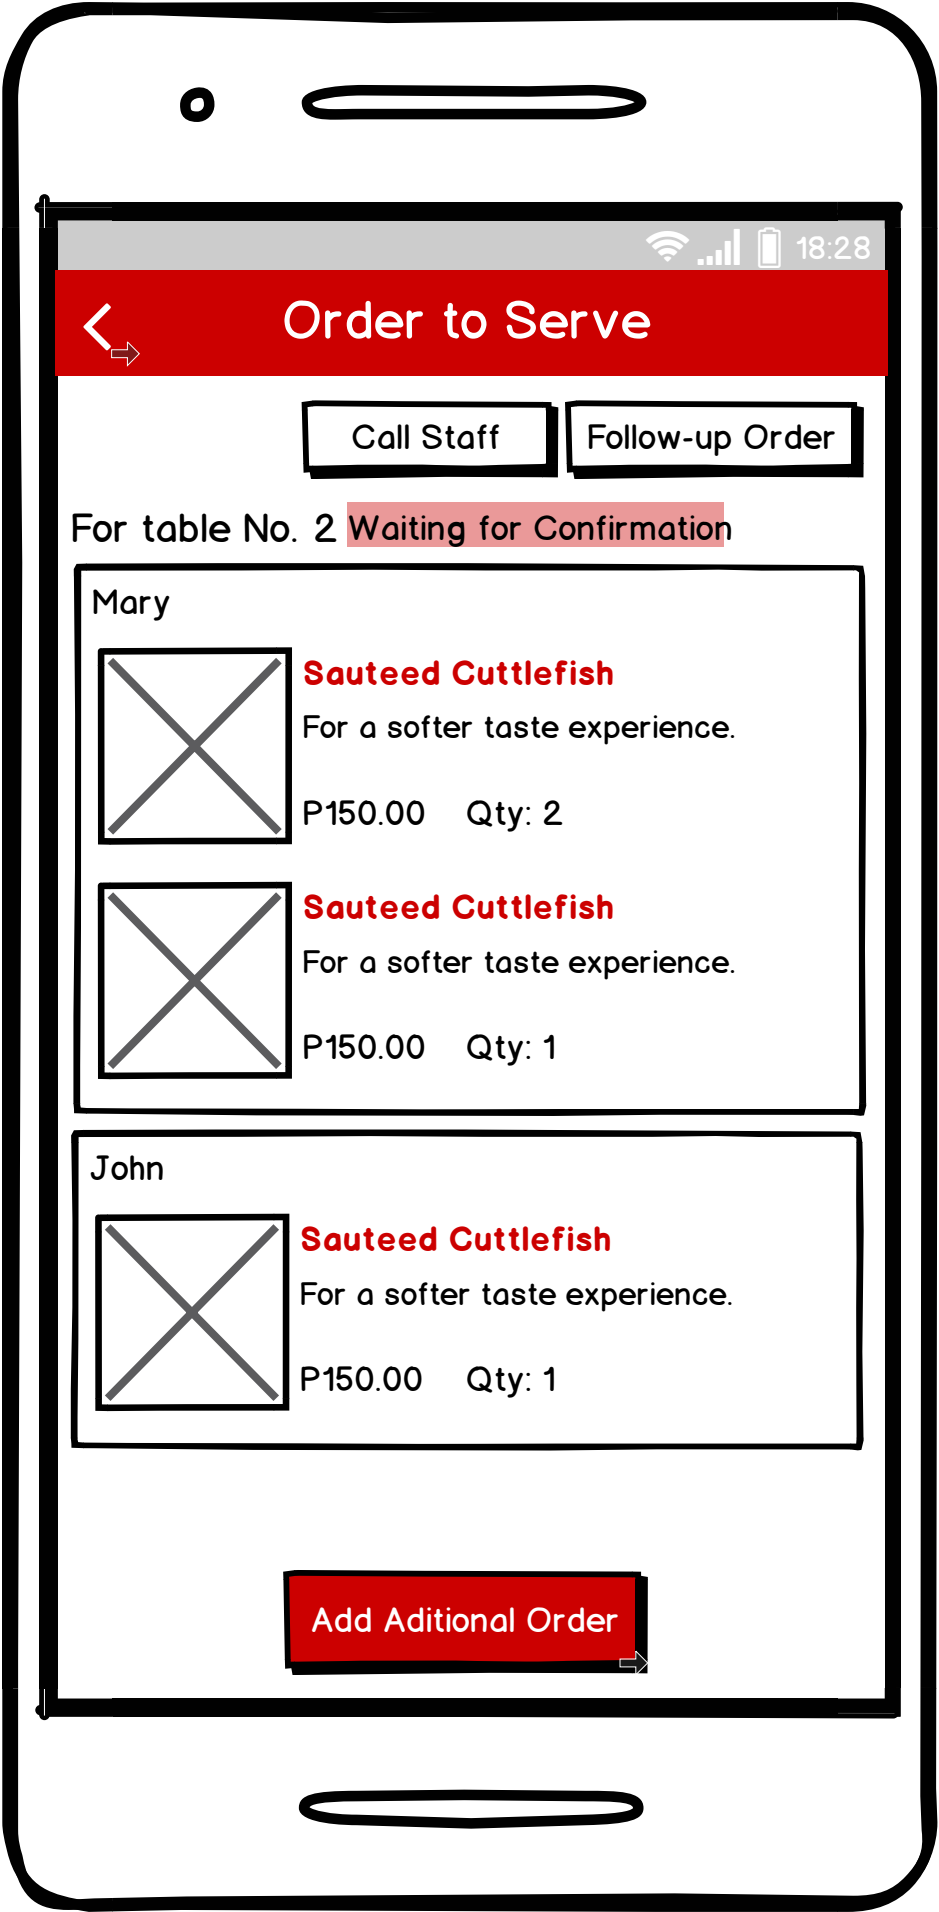 18:28
Order to Serve
Call Staff Follow-up Order
For table No. 2 Waiting for Confirmation
Mary
Sauteed Cuttlefish
For a softer taste experience.
P150.00 Qty: 2
Sauteed Cuttlefish
For a softer taste experience.
P150.00 Qty: 1
John
Sauteed Cuttlefish
For a softer taste experience.
P150.00 Qty: 1
Add Aditional Order